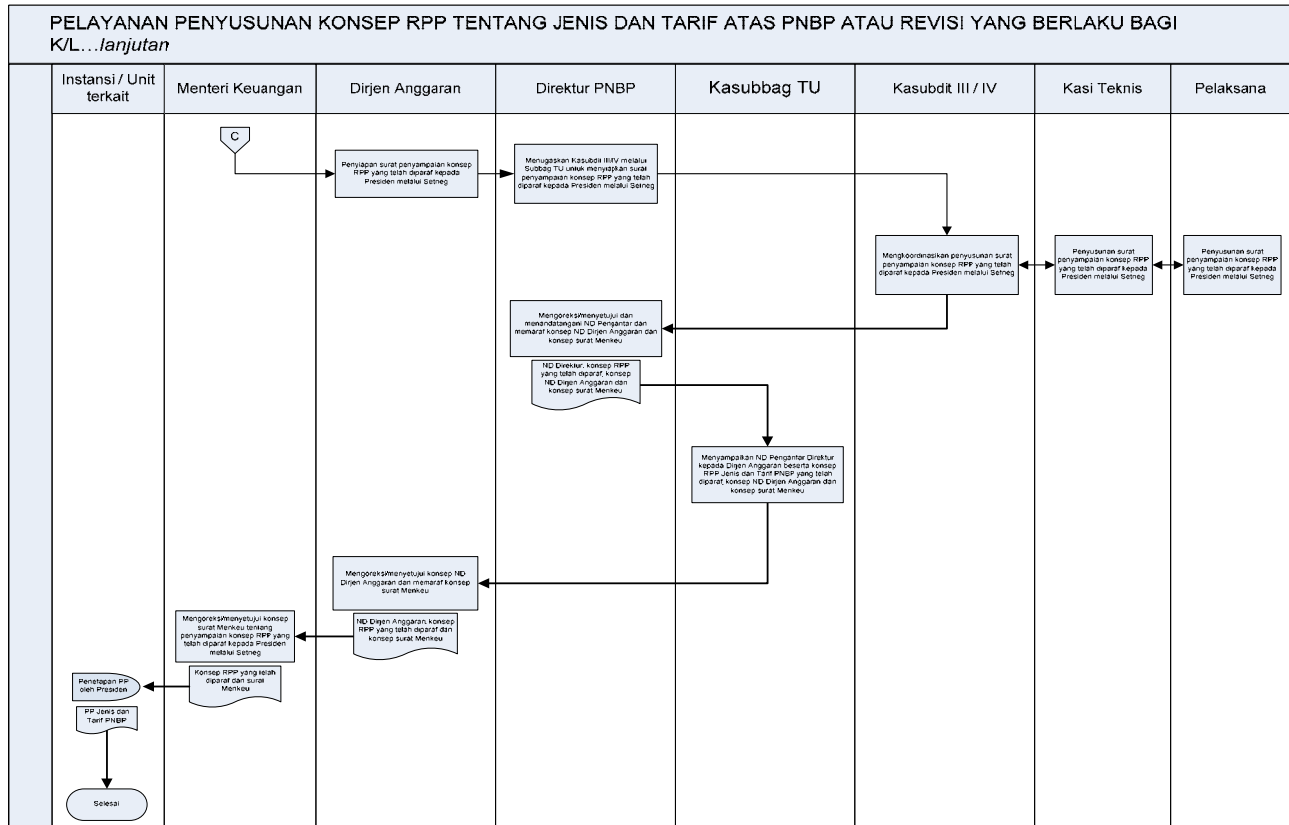 PELAYANAN PENYUSUNAN KONSEP RPP TENTANG JENIS DAN TARIF ATAS PNBP ATAU REVISI YANG BERLAKU BAGI
K/L...lanjutan
Instansi / Unit
terkait
Menteri Keuangan
Dirjen Anggaran
Direktur PNBP
Kasubbag TU
Kasubdit III / IV
Kasi Teknis
Pelaksana
C
Penyiapan surat penyampaian konsep
RPP yang telah diparaf kepada
Presiden melalui Setneg
Menugaskan Kasubdit III/IV melalui
Subbag TU untuk menyiapkan surat
penyampaian konsep RPP yang telah
diparaf kepada Presiden melalui Setneg
Mengkoordinasikan penyusunan surat
penyampaian konsep RPP yang telah
diparaf kepada Presiden melalui Setneg
Penyusunan surat
penyampaian konsep RPP
yang telah diparaf kepada
Presiden melalui Setneg
Penyusunan surat
penyampaian konsep RPP
yang telah diparaf kepada
Presiden melalui Setneg
Mengoreksi/menyetujui dan
menandatangani ND Pengantar dan
memaraf konsep ND Dirjen Anggaran dan
konsep surat Menkeu
ND Direktur, konsep RPP
yang telah diparaf, konsep
ND Dirjen Anggaran dan
konsep surat Menkeu
Menyampaikan ND Pengantar Direktur
kepada Dirjen Anggaran beserta konsep
RPP Jenis dan Tarif PNBP yang telah
diparaf, konsep ND Dirjen Anggaran dan
konsep surat Menkeu
Mengoreksi/menyetujui konsep ND
Dirjen Anggaran dan memaraf konsep
surat Menkeu
ND Dirjen Anggaran, konsep
RPP yang telah diparaf dan
konsep surat Menkeu
Mengoreksi/menyetujui konsep
surat Menkeu tentang
penyampaian konsep RPP yang
telah diparaf kepada Presiden
melalui Setneg
Konsep RPP yang telah
diparaf dan surat
Menkeu
Penetapan PP
oleh Presiden
PP Jenis dan
Tarif PNBP
Selesai